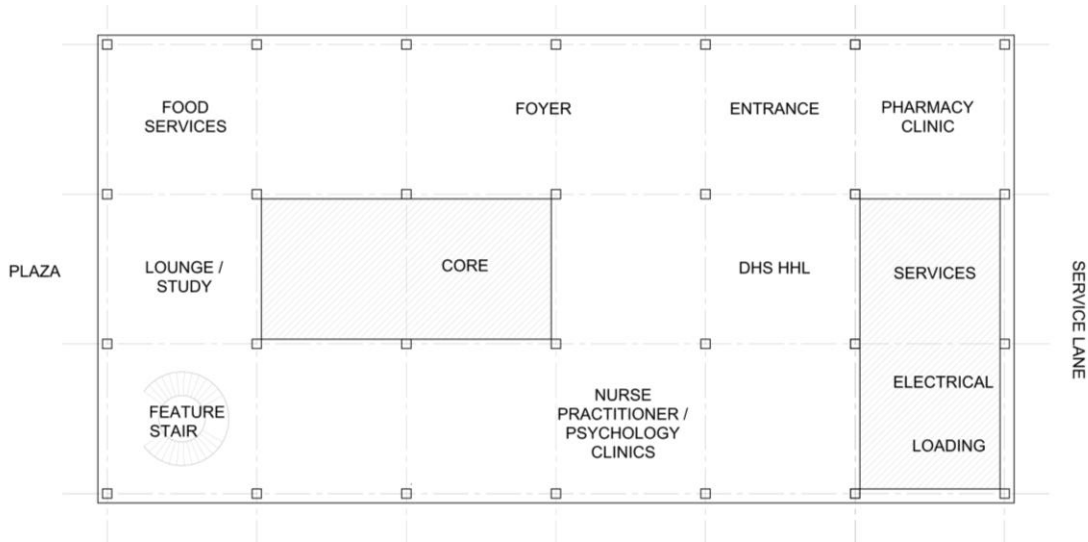 FOOD
SERVICES
FOYER
ENTRANCE
PHARMACY
CLINIC
PLAZA
LOUNGE /
STUDY
CORE
DHS HHL
SERVICES
SERVICE LANE
FEATURE
STAIR
NURSE
PRACTITIONER /
PSYCHOLOGY
CLINICS
ELECTRICAL
LOADING